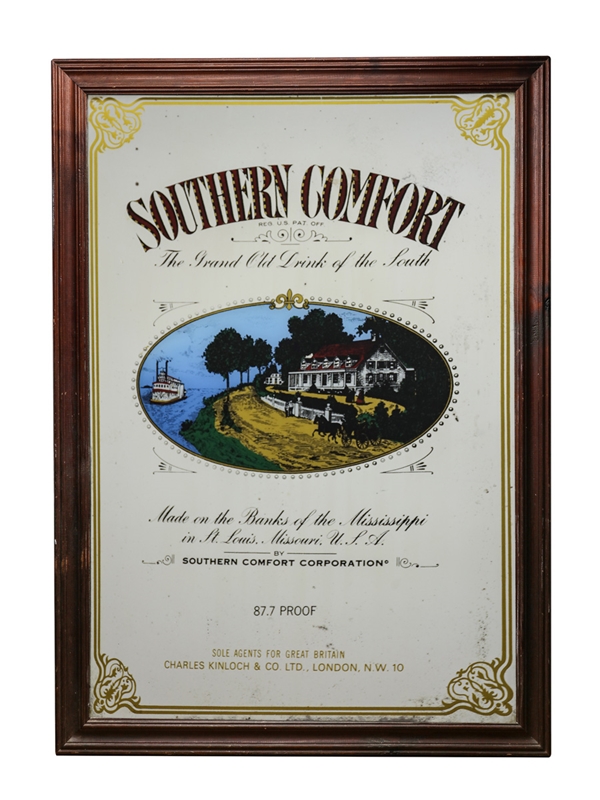 SOUTHERN COMFORT
REG. U.S. PAT. OFF.
The Grand Old Drink of the South
Made on the Banks of the Mississippi
in St. Louis, Missouri, U.S.A.
BY
SOUTHERN COMFORT CORPORATION®
87.7 PROOF
SOLE AGENTS FOR GREAT BRITAIN
CHARLES KINLOCH & CO. LTD., LONDON, N.W. 10